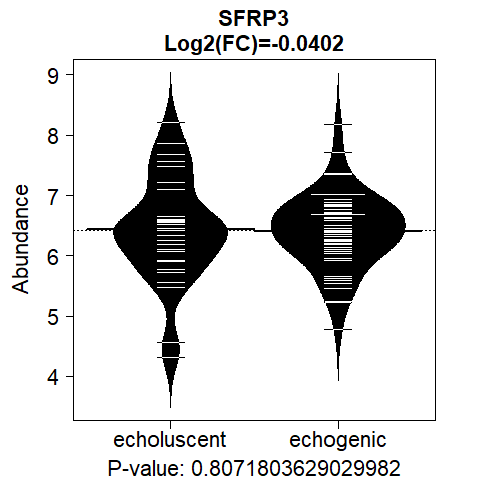 SFRP3
Log2(FC)=-0.0402
Abundance
9
8
7
6
5
4
echoluscent
echogenic
P-value: 0.8071803629029982